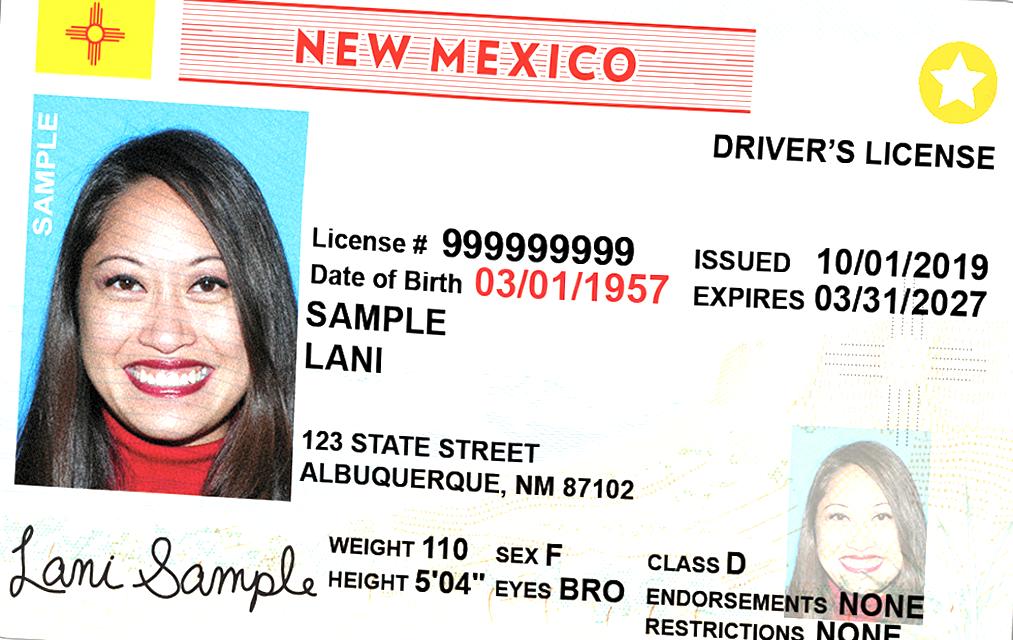 NEW MEXICO
DRIVER'S LICENSE
SAMPLE
License # 999999999
Date of Birth 03/01/1957
ISSUED 10/01/2019
EXPIRES 03/31/2027
SAMPLE
LANI
123 STATE STREET
ALBUQUERQUE, NM 87102
Lani Sample
WEIGHT 110 SEX F
HEIGHT 5'04" EYES BRO
CLASS D
ENDORSEMENTS NONE
RESTRICTIONS NONE